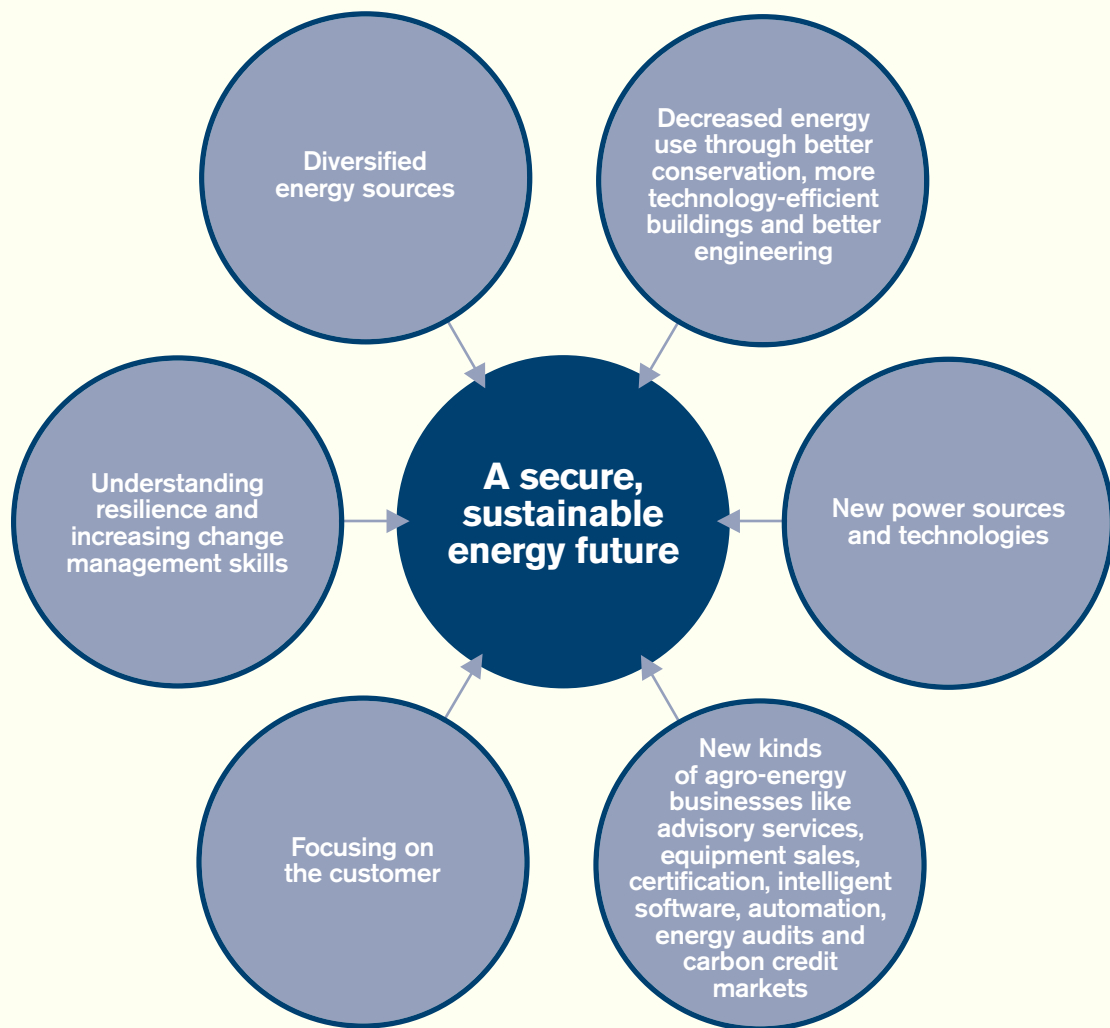 Diversified
energy sources
Decreased energy
use through better
conservation, more
technology-efficient
buildings and better
engineering
Understanding
resilience and
increasing change
management skills
A secure,
sustainable
energy future
New power sources
and technologies
Focusing on
the customer
New kinds
of agro-energy
businesses like
advisory services,
equipment sales,
certification, intelligent
software, automation,
energy audits and
carbon credit
markets